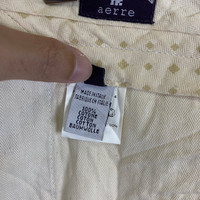 aerre
MADE IN ITALY
FABRIQUE EN ITALIE
100%
COTONE
COTON
COTTON
BAUMWOLLE